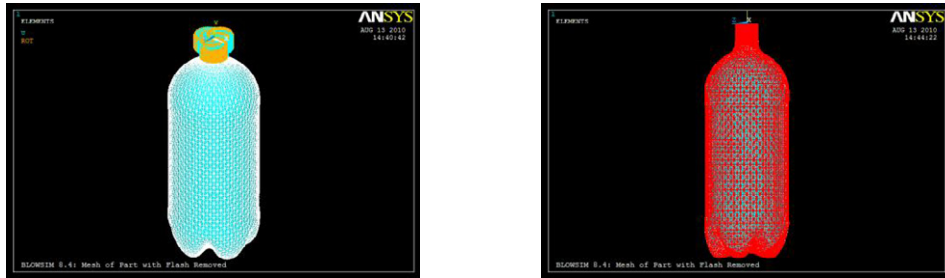 1
ELEMENTS
U
ROT
ANSYS
AUG 13 2010
14:40:42
BLOWSIM 8.4: Mesh of Part with Flash Removed
1
ELEMENTS
ANSYS
AUG 13 2010
14:44:22
Z X
BLOWSIM 8.4: Mesh of Part with Flash Removed